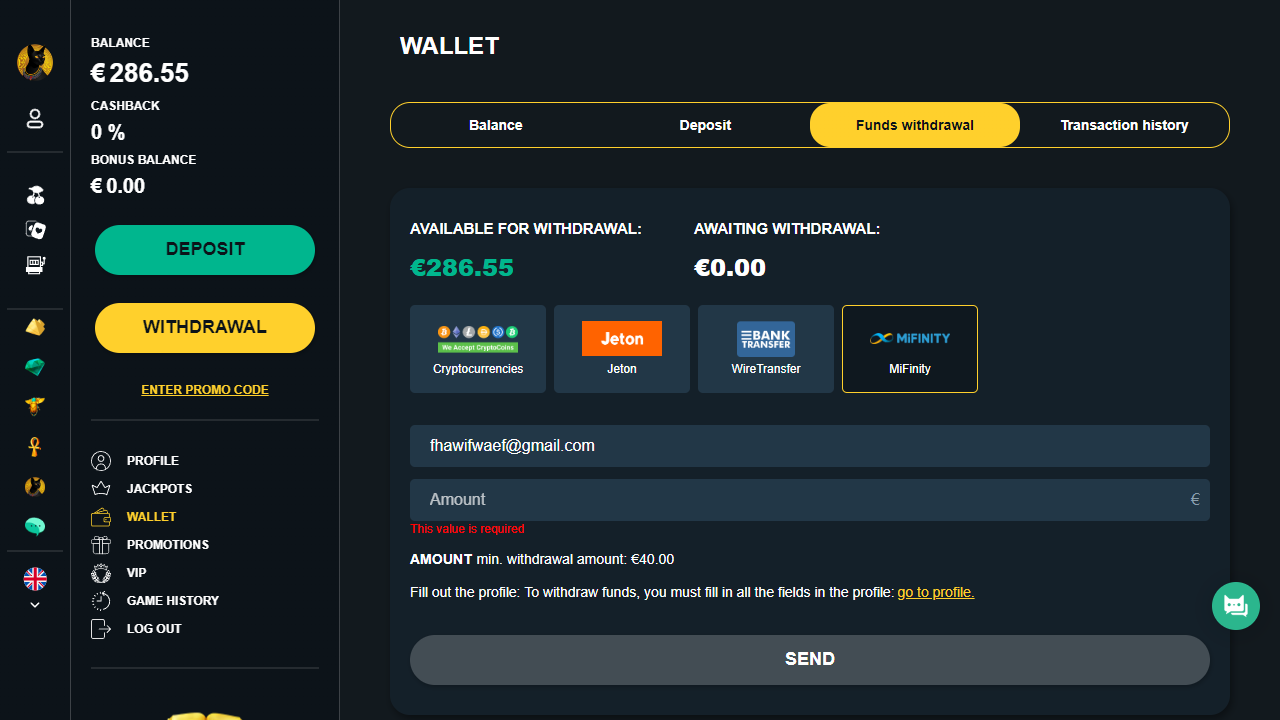 BALANCE
€ 286.55
CASHBACK
0 %
BONUS BALANCE
€ 0.00
DEPOSIT
WITHDRAWAL
ENTER PROMO CODE
PROFILE
JACKPOTS
WALLET
PROMOTIONS
VIP
GAME HISTORY
LOG OUT
WALLET
Balance
Deposit
Funds withdrawal
Transaction history
AVAILABLE FOR WITHDRAWAL:
€286.55
AWAITING WITHDRAWAL:
€0.00
We Accept CryptoCoins
Cryptocurrencies
Jeton
Jeton
BANK
TRANSFER
WireTransfer
MiFINITY
MiFinity
fhawifwaef@gmail.com
Amount €
This value is required
AMOUNT min. withdrawal amount: €40.00
Fill out the profile: To withdraw funds, you must fill in all the fields in the profile: go to profile.
SEND